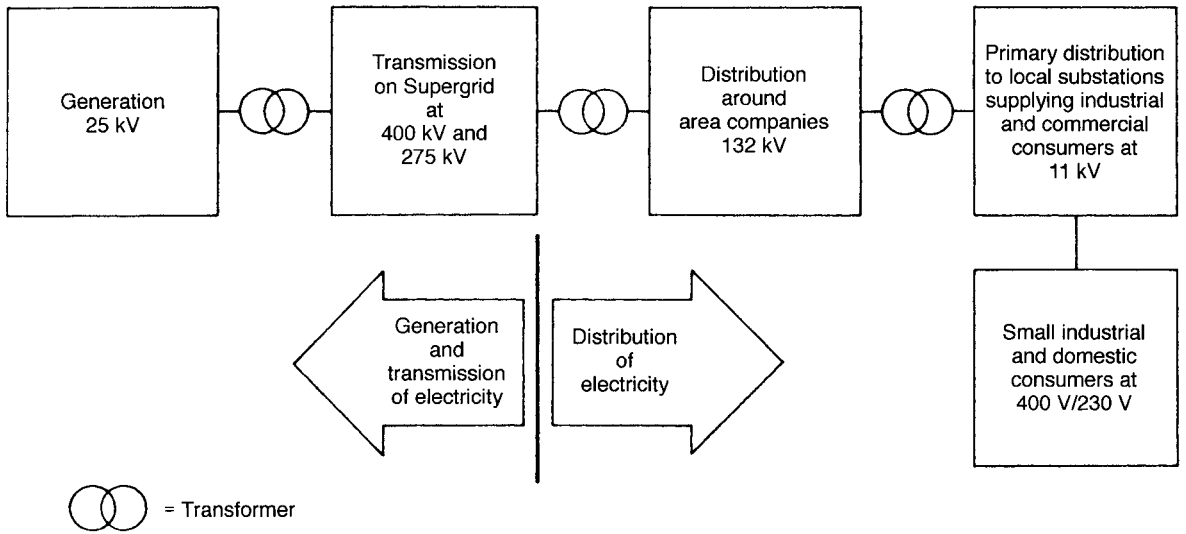 Generation
25 kV
Transmission
on Supergrid
at
400 kV and
275 kV
Distribution
around
area companies
132 kV
Primary distribution
to local substations
supplying industrial
and commercial
consumers at
11 kV
Generation
and
transmission
of electricity
Distribution
of
electricity
Small industrial
and domestic
consumers at
400 V/230 V
= Transformer